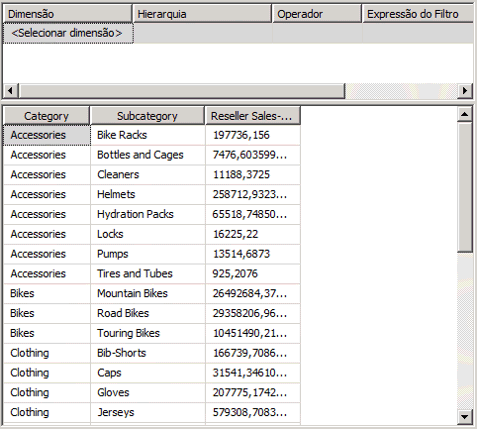 Dimensão Hierarquia Operador Expressão do Filtro
<Selecionar dimensão>
Category Subcategory Reseller Sales-...
Accessories Bike Racks 197736,156
Accessories Bottles and Cages 7476,603599...
Accessories Cleaners 11188,3725
Accessories Helmets 258712,9323...
Accessories Hydration Packs 65518,74850...
Accessories Locks 16225,22
Accessories Pumps 13514,6873
Accessories Tires and Tubes 925,2076
Bikes Mountain Bikes 26492684,37...
Bikes Road Bikes 29358206,96...
Bikes Touring Bikes 10451490,21...
Clothing Bib-Shorts 166739,7086...
Clothing Caps 31541,34610...
Clothing Gloves 207775,1742...
Clothing Jerseys 579308,7083...